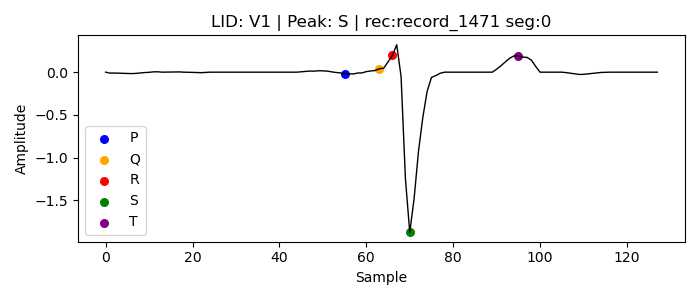 LID: V1 | Peak: S | rec:record_1471 seg:0
Amplitude
0.0
−0.5
−1.0
−1.5
P
Q
R
S
T
0 20 40 60 80 100 120
Sample